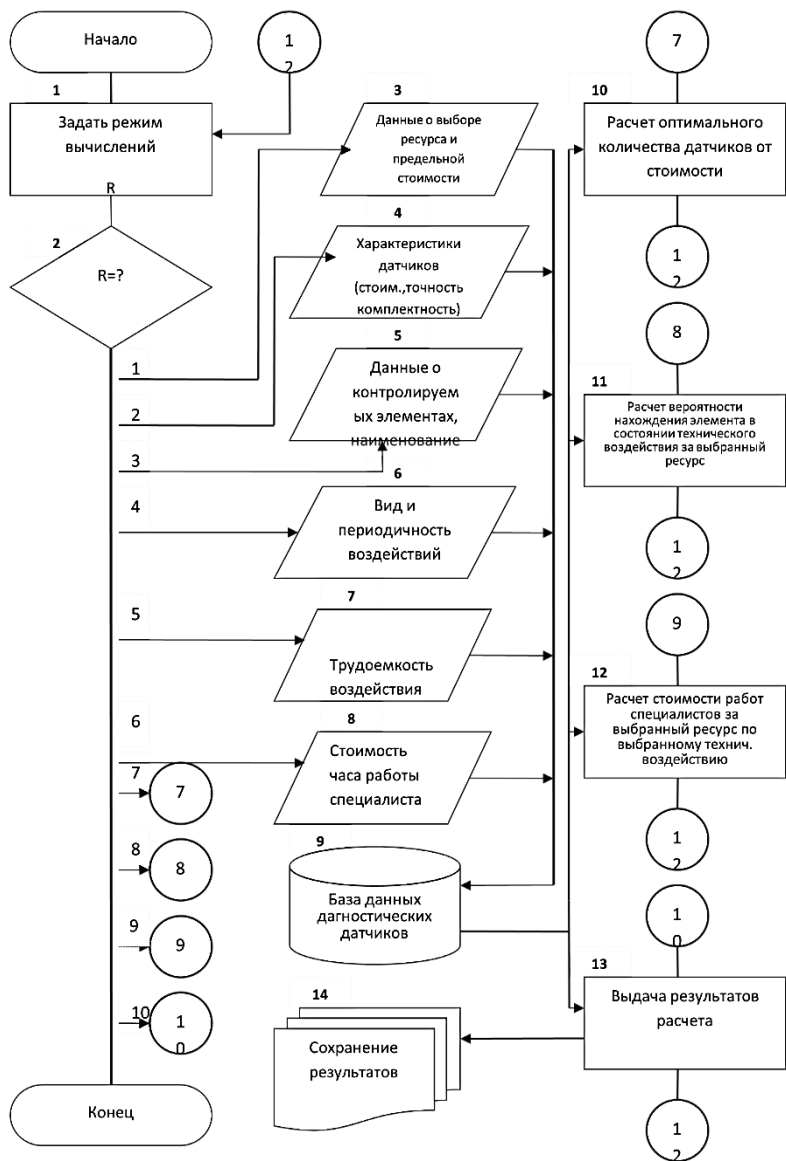 Начало
1
2
7
1
Задать режим
вычислений
R
2
R=?
1
2
3
4
5
6
7
7
8
8
9
9
10
1
0
Конец
3
Данные о выборе
ресурса и
предельной
стоимости
4
Характеристики
датчиков
(стоим.,точность
комплектность)
5
Данные о
контролируем
ых элементах,
наименование
6
Вид и
периодичность
воздействий
7
Трудоемкость
воздействия
8
Стоимость
часа работы
специалиста
9
База данных
дагностических
датчиков
14
Сохранение
результатов
10
Расчет оптимального
количества датчиков от
стоимости
1
2
8
11
Расчет вероятности
нахождения элемента в
состоянии технического
воздействия за выбранный
ресурс
1
2
9
12
Расчет стоимости работ
специалистов за
выбранный ресурс по
выбранному технич.
воздействию
1
2
1
0
13
Выдача результатов
расчета
1
2